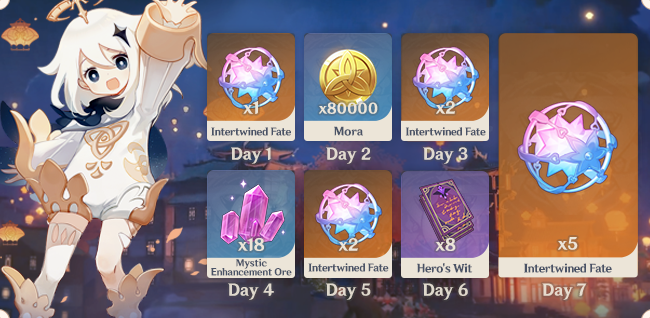 x1
Intertwined Fate
Day 1
x80000
Mora
Day 2
x2
Intertwined Fate
Day 3
x18
Mystic
Enhancement Ore
Day 4
x2
Intertwined Fate
Day 5
x8
Hero's Wit
Day 6
x5
Intertwined Fate
Day 7